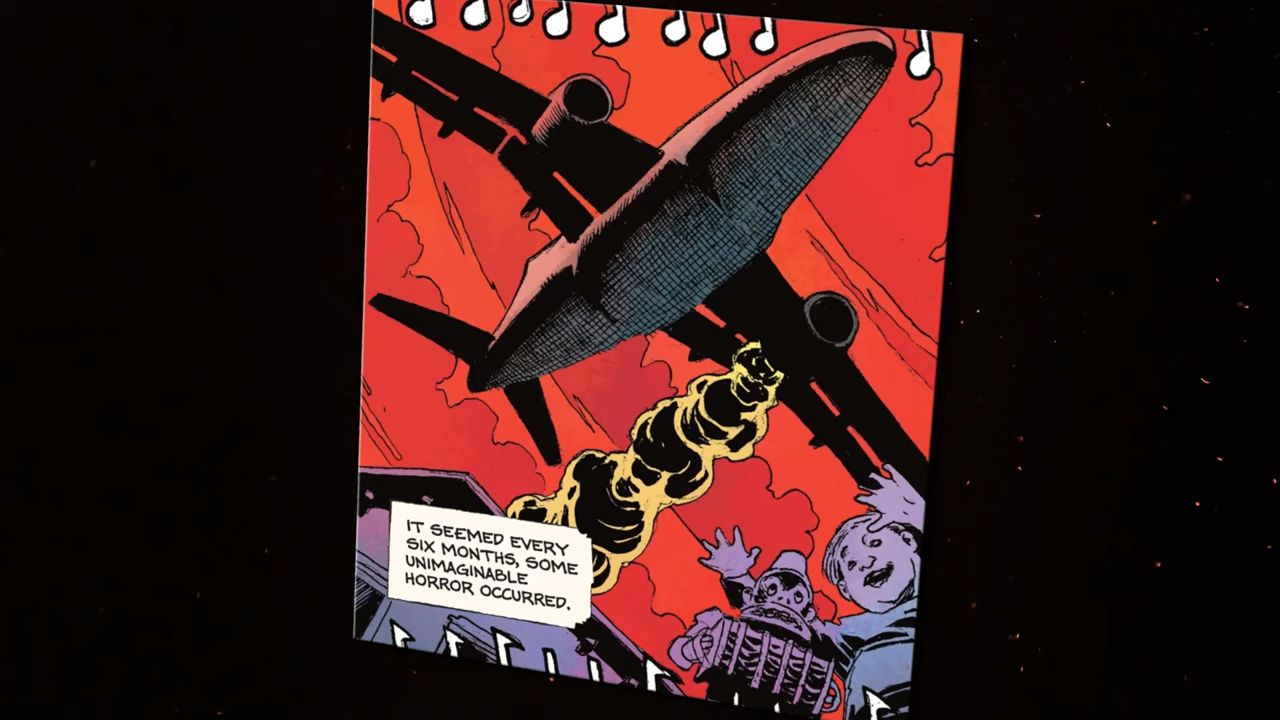 IT SEEMED EVERY
SIX MONTHS, SOME
UNIMAGINABLE
HORROR OCCURRED.